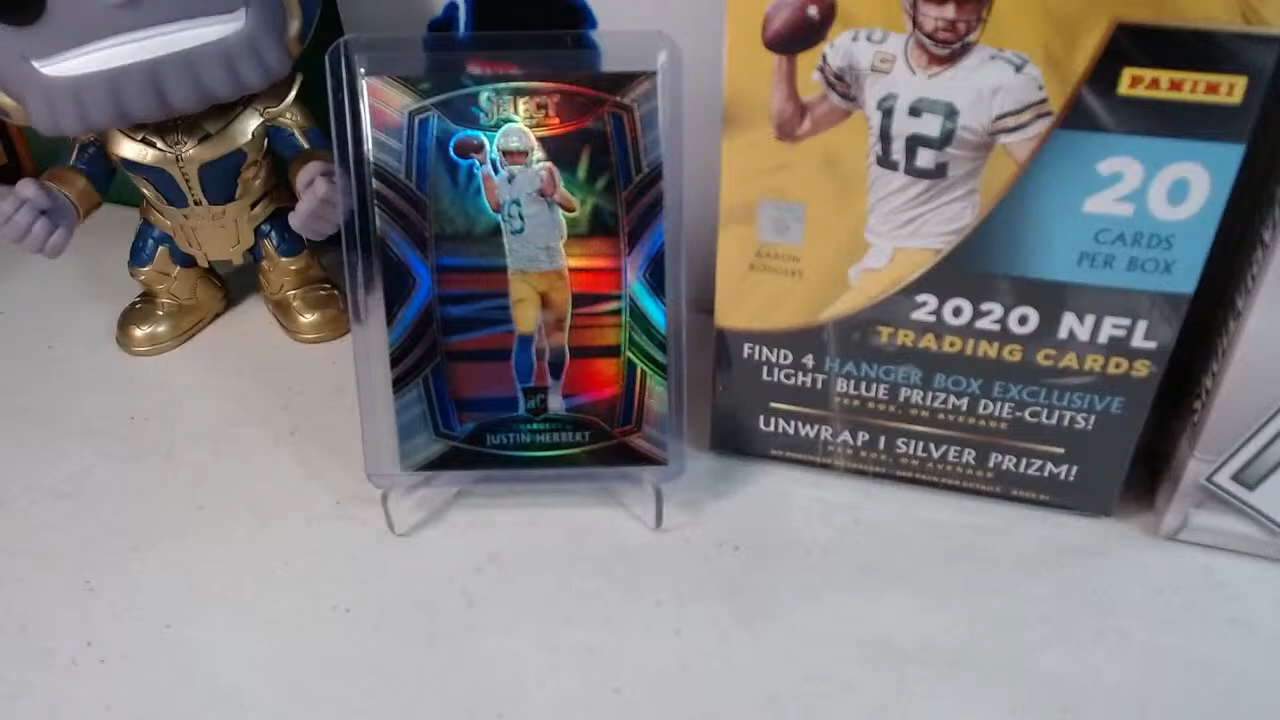 SELECT
10
RC
CHARGERS
JUSTIN HERBERT
12
12
PANINI
20
CARDS
PER BOX
AARON
RODGERS
2020 NFL
TRADING CARDS
FIND 4 HANGER BOX EXCLUSIVE
LIGHT BLUE PRIZM DIE-CUTS!
PER BOX, ON AVERAGE
UNWRAP 1 SILVER PRIZM!
PER BOX, ON AVERAGE